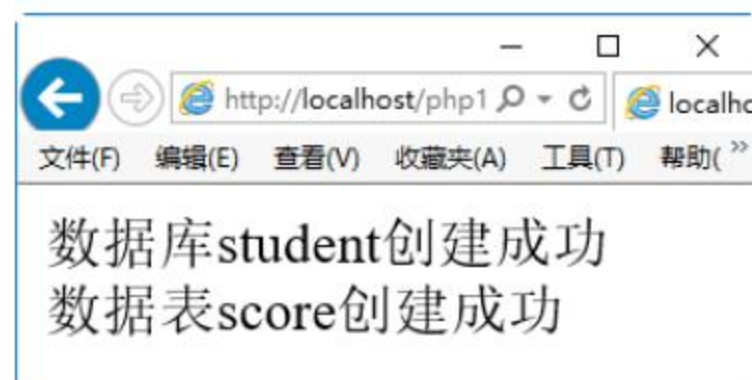 http://localhost/php1
localho
文件(F) 编辑(E) 查看(V) 收藏夹(A) 工具(T) 帮助(
数据库student创建成功
数据表score创建成功